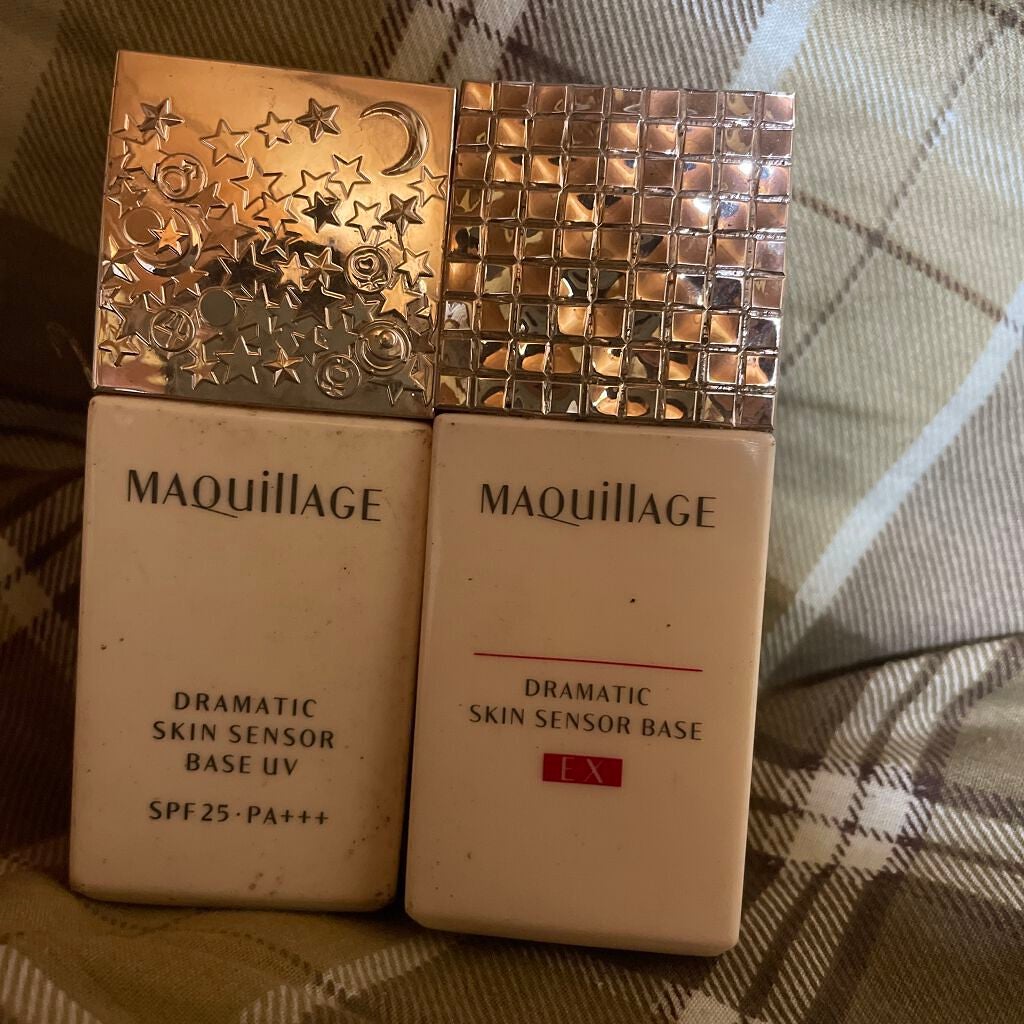 MAQuillAGE
DRAMATIC
SKIN SENSOR
BASE UV
SPF25·PA+++
MAQuillAGE
DRAMATIC
SKIN SENSOR BASE
EX